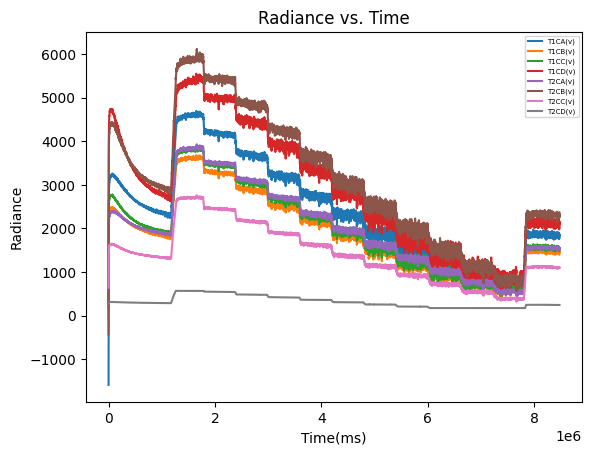 Radiance vs. Time
T1CA(v)
T1CB(v)
T1CC(v)
T1CD(v)
T2CA(v)
T2CB(v)
T2CC(v)
T2CD(v)
6000
5000
4000
3000
2000
1000
0
−1000
Radiance
0 2 4 6 8
1e6
Time(ms)